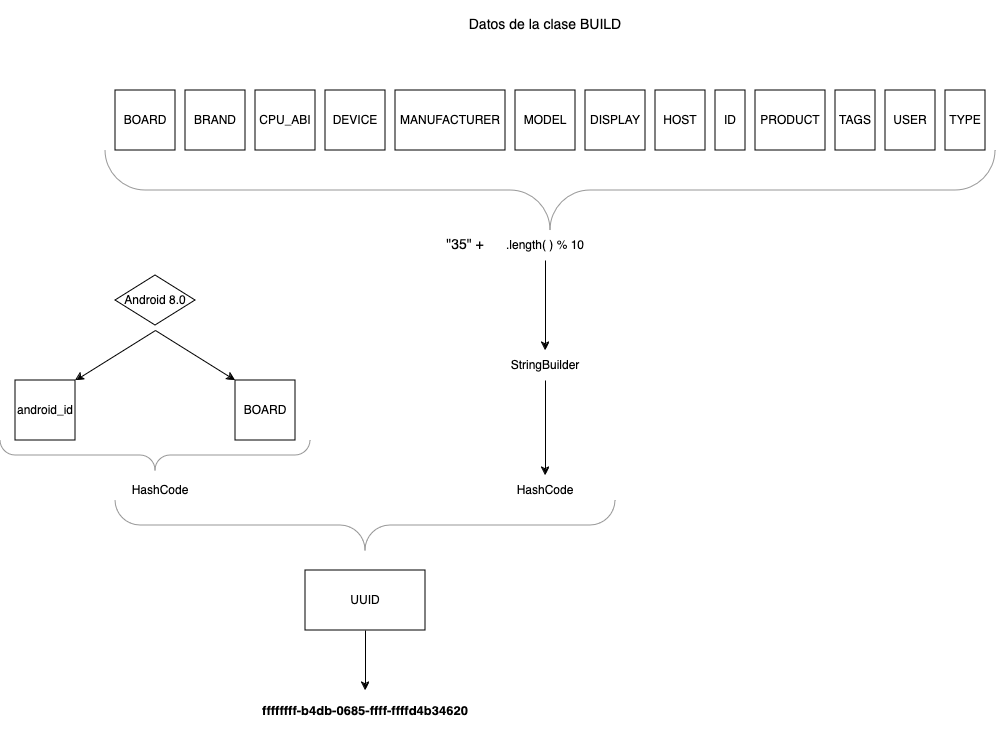 Datos de la clase BUILD
BOARD BRAND CPU_ABI DEVICE MANUFACTURER MODEL DISPLAY HOST ID PRODUCT TAGS USER TYPE
"35" + .length( ) % 10
Android 8.0
StringBuilder
android_id BOARD
HashCode HashCode
UUID
ffffffff-b4db-0685-ffff-ffffd4b34620